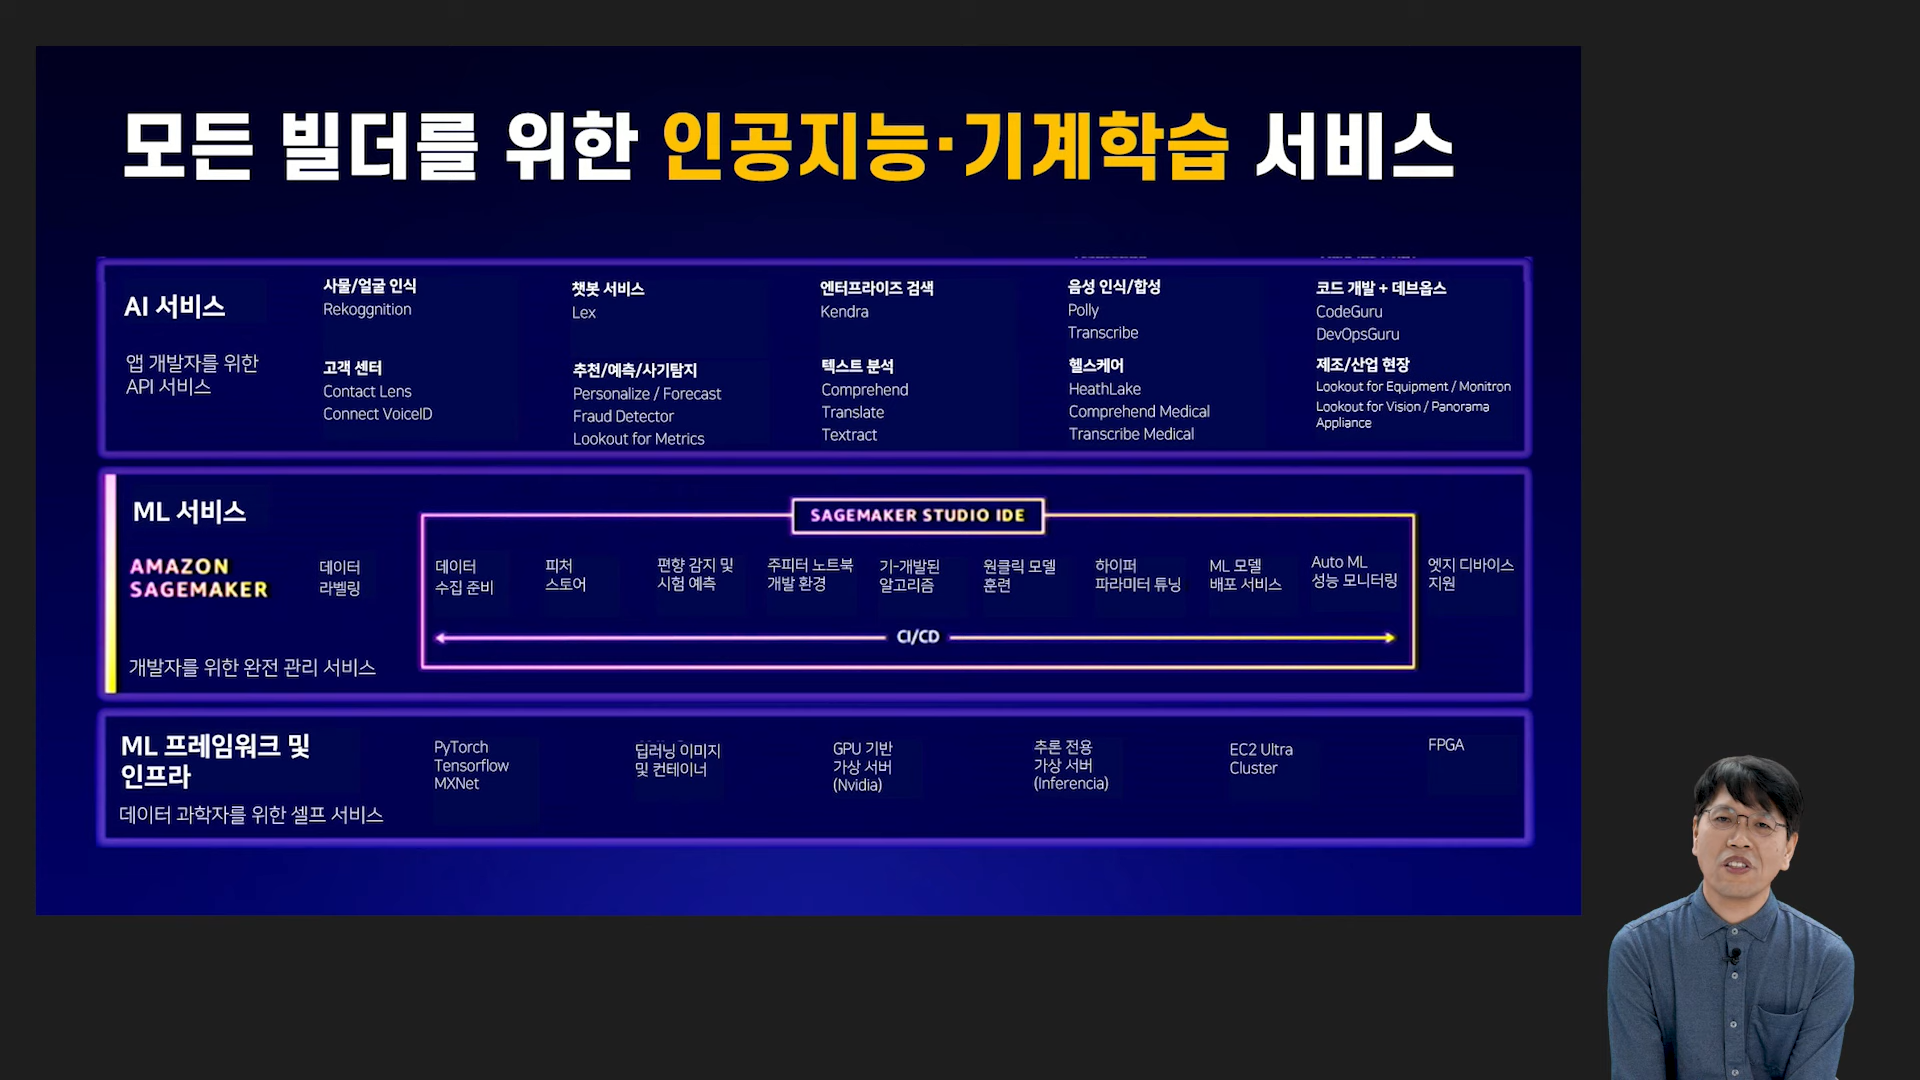 모든 빌더를 위한 인공지능·기계학습 서비스
AI 서비스
앱 개발자를 위한
API 서비스
사물/얼굴 인식
Rekoggnition
챗봇 서비스
Lex
엔터프라이즈 검색
Kendra
음성 인식/합성
Polly
Transcribe
코드 개발 + 데브옵스
CodeGuru
DevOpsGuru
고객 센터
Contact Lens
Connect VoiceID
추천/예측/사기탐지
Personalize / Forecast
Fraud Detector
Lookout for Metrics
텍스트 분석
Comprehend
Translate
Textract
헬스케어
HeathLake
Comprehend Medical
Transcribe Medical
제조/산업 현장
Lookout for Equipment / Monitron
Lookout for Vision / Panorama
Appliance
ML 서비스
AMAZON
SAGEMAKER
개발자를 위한 완전 관리 서비스
데이터
라벨링
SAGEMAKER STUDIO IDE
데이터
수집 준비
피처
스토어
편향 감지 및
시험 예측
주피터 노트북
개발 환경
기-개발된
알고리즘
원클릭 모델
훈련
하이퍼
파라미터 튜닝
ML 모델
배포 서비스
Auto ML
성능 모니터링
엣지 디바이스
지원
CI/CD
ML 프레임워크 및
인프라
데이터 과학자를 위한 셀프 서비스
PyTorch
Tensorflow
MXNet
딥러닝 이미지
및 컨테이너
GPU 기반
가상 서버
(Nvidia)
추론 전용
가상 서버
(Inferencia)
EC2 Ultra
Cluster
FPGA